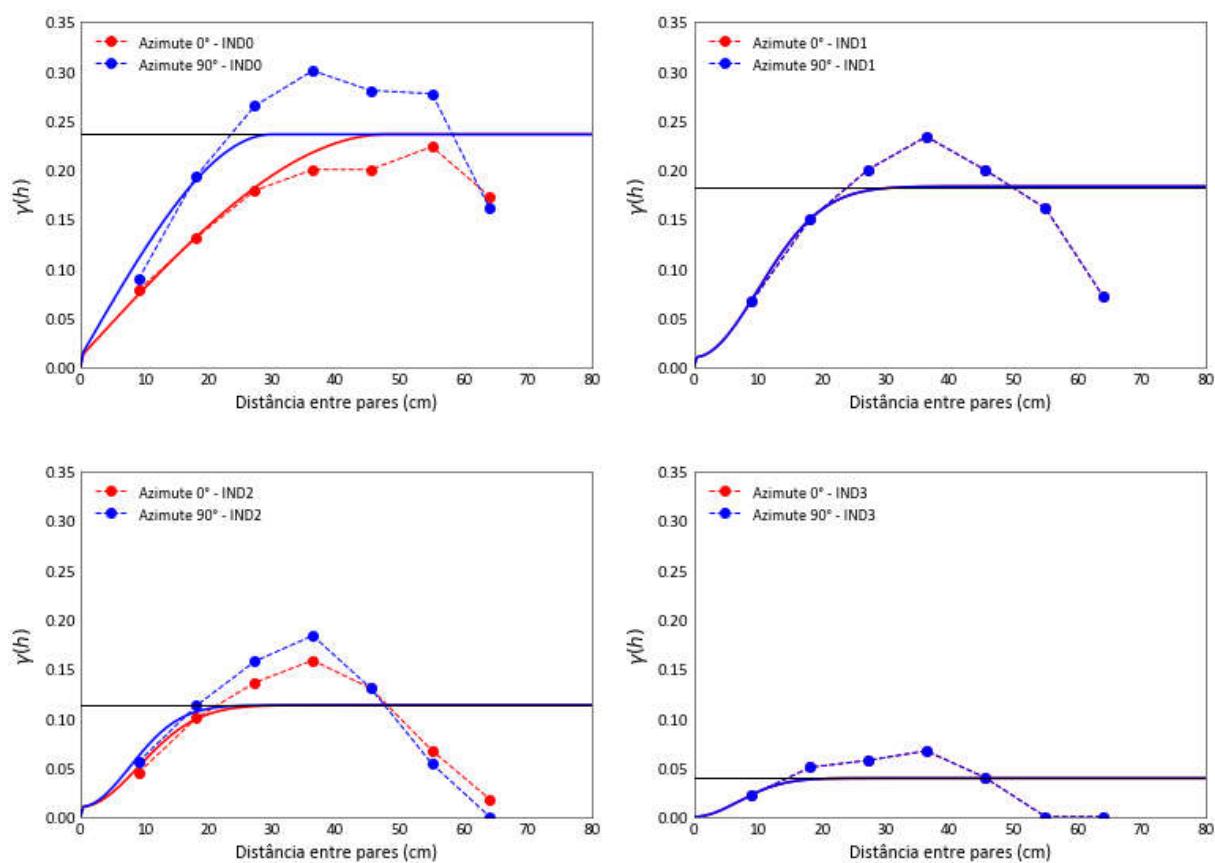 0.35
0.30
0.25
0.20
0.15
0.10
0.05
0.00
γ(h)
Azimute 0° - IND0
Azimute 90° - IND0
0 10 20 30 40 50 60 70 80
Distância entre pares (cm)
0.35
0.30
0.25
0.20
0.15
0.10
0.05
0.00
γ(h)
Azimute 0° - IND1
Azimute 90° - IND1
0 10 20 30 40 50 60 70 80
Distância entre pares (cm)
0.35
0.30
0.25
0.20
0.15
0.10
0.05
0.00
γ(h)
Azimute 0° - IND2
Azimute 90° - IND2
0 10 20 30 40 50 60 70 80
Distância entre pares (cm)
0.35
0.30
0.25
0.20
0.15
0.10
0.05
0.00
γ(h)
Azimute 0° - IND3
Azimute 90° - IND3
0 10 20 30 40 50 60 70 80
Distância entre pares (cm)